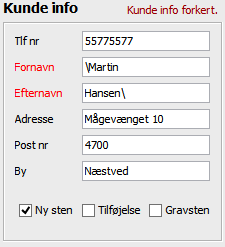 Kunde info Kunde info forkert.
Tlf nr 55775577
Fornavn \Martin
Efternavn Hansen\
Adresse Mågevænget 10
Post nr 4700
By Næstved
Ny sten Tilføjelse Gravsten